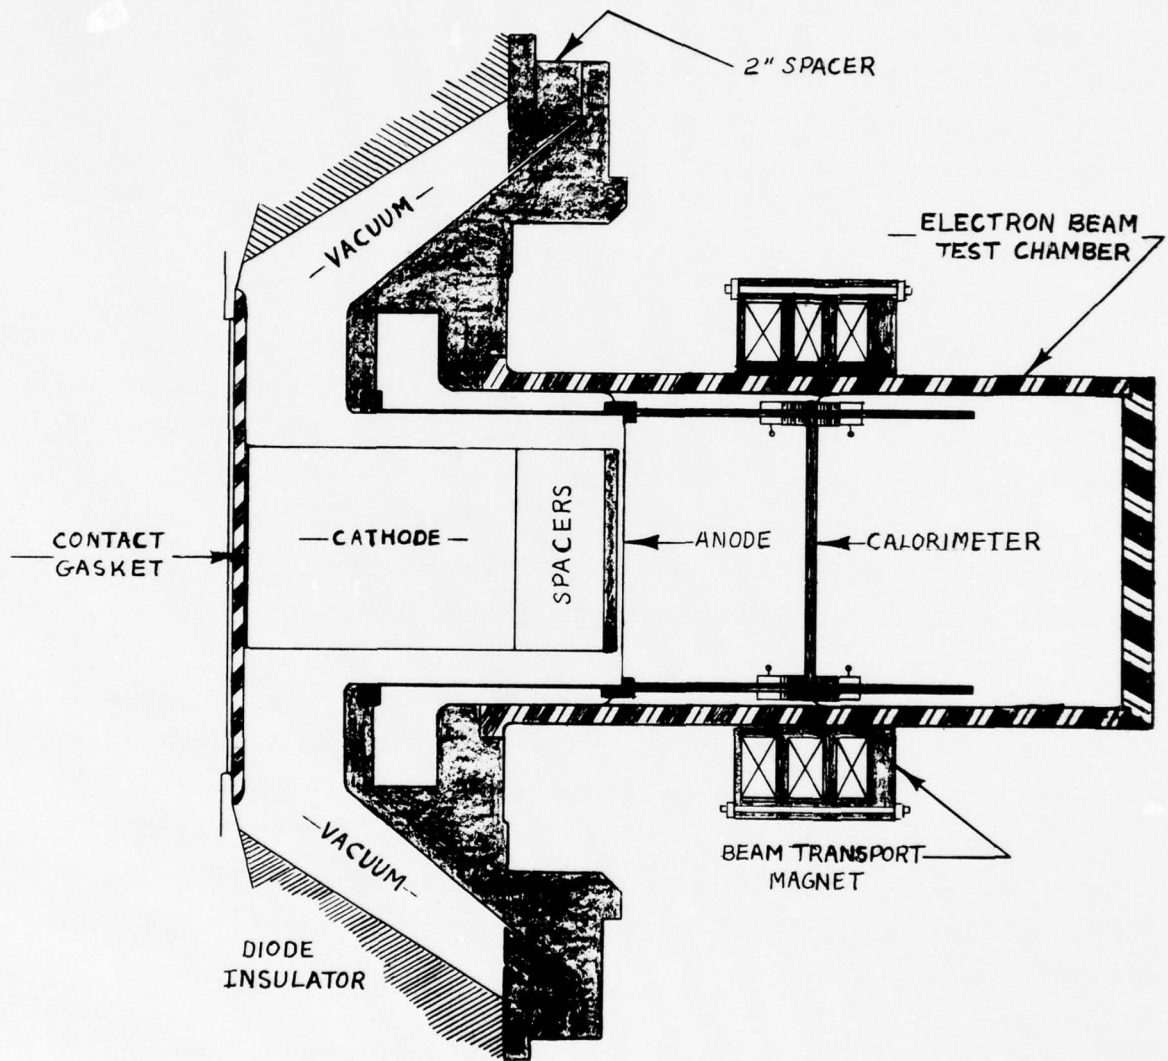 2" SPACER
ELECTRON BEAM
TEST CHAMBER
-VACUUM-
CONTACT
GASKET
-CATHODE-
SPACERS
ANODE
CALORIMETER
-VACUUM-
BEAM TRANSPORT
MAGNET
DIODE
INSULATOR